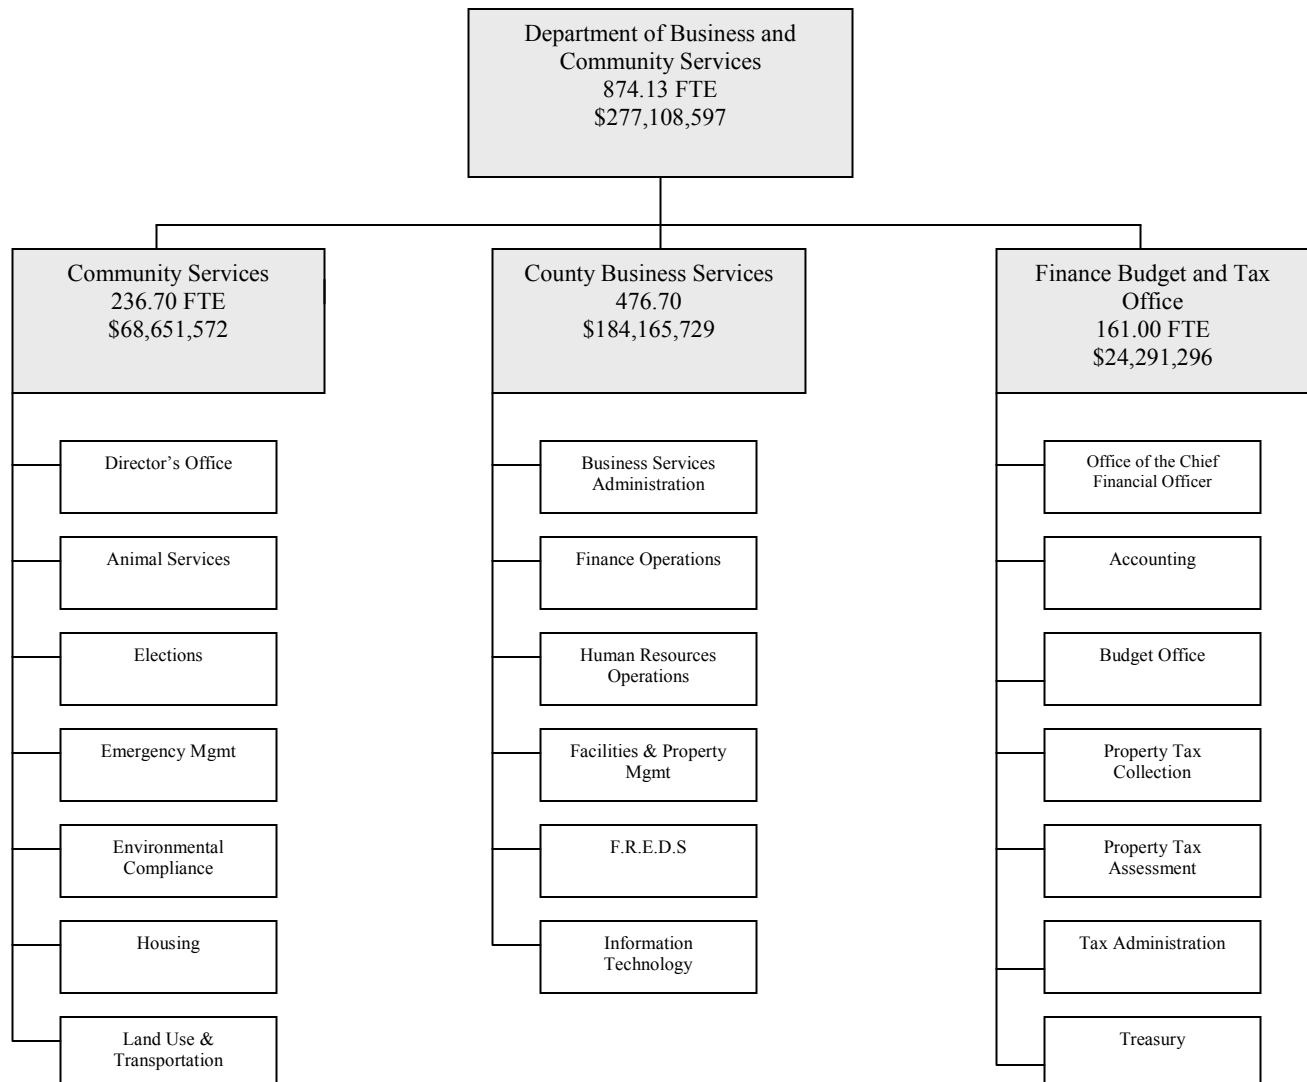 Department of Business and
Community Services
874.13 FTE
$277,108,597
Community Services
236.70 FTE
$68,651,572
County Business Services
476.70
$184,165,729
Finance Budget and Tax
Office
161.00 FTE
$24,291,296
Director’s Office
Animal Services
Elections
Emergency Mgmt
Environmental
Compliance
Housing
Land Use &
Transportation
Business Services
Administration
Finance Operations
Human Resources
Operations
Facilities & Property
Mgmt
F.R.E.D.S
Information
Technology
Office of the Chief
Financial Officer
Accounting
Budget Office
Property Tax
Collection
Property Tax
Assessment
Tax Administration
Treasury